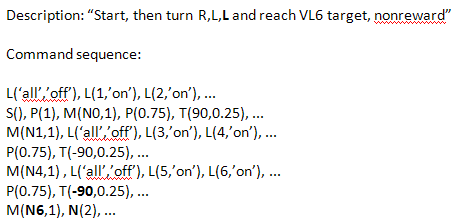 Description: “Start, then turn R,L,L and reach VL6 target, nonreward”
Command sequence:
L(‘all’,’off’), L(1,’on’), L(2,’on’), ...
S(), P(1), M(N0,1), P(0.75), T(90,0.25), ...
M(N1,1), L(‘all’,’off’), L(3,’on’), L(4,’on’), ...
P(0.75), T(-90,0.25), ...
M(N4,1) , L(‘all’,’off’), L(5,’on’), L(6,’on’), ...
P(0.75), T(-90,0.25), ...
M(N6,1), N(2), ...